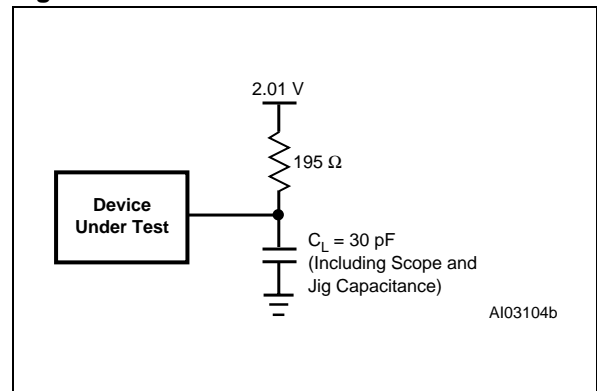 2.01 V
195 Ω
Device
Under Test
C_L = 30 pF
(Including Scope and
Jig Capacitance)
AI03104b